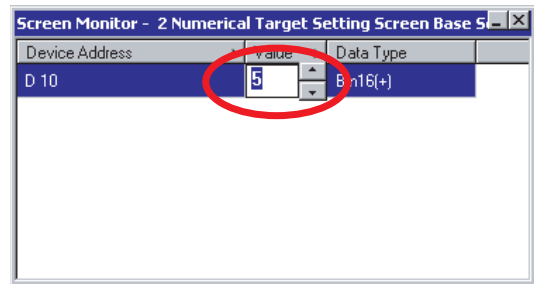 Screen Monitor - 2 Numerical Target Setting Screen Base
Device Address Value Data Type
D 10 5 Bin16(+)